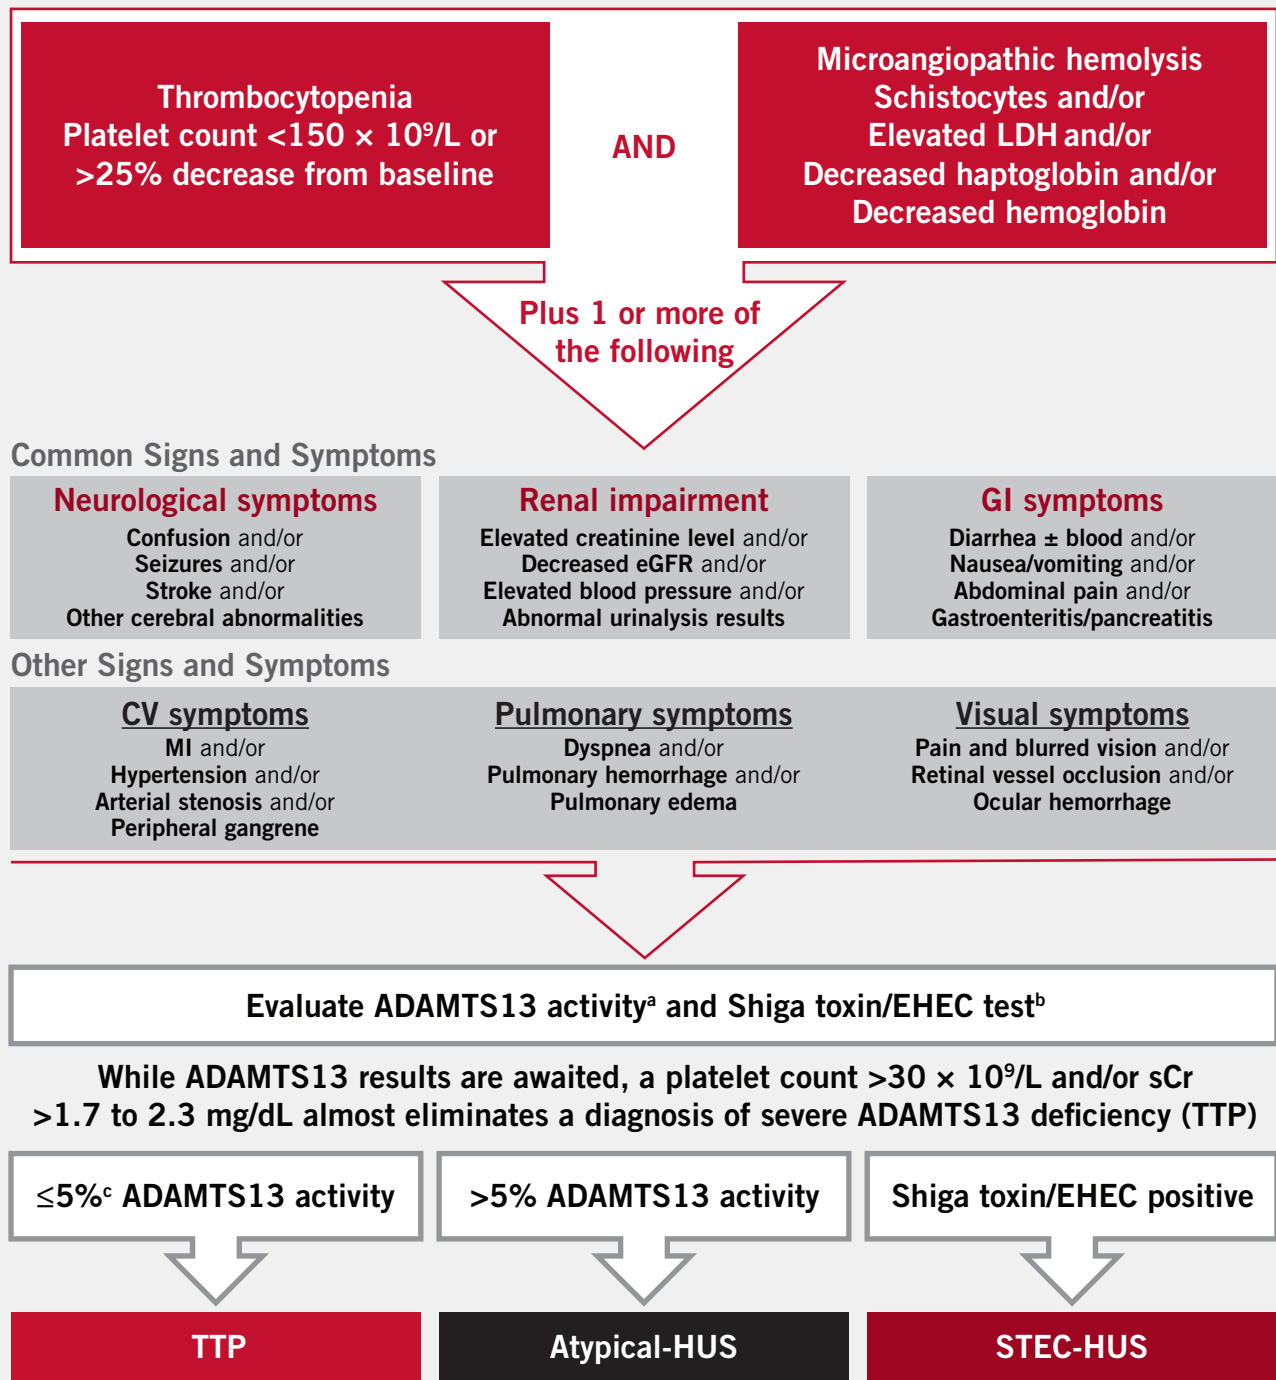 Thrombocytopenia
Platelet count <150 × 10⁹/L or
>25% decrease from baseline
AND
Microangiopathic hemolysis
Schistocytes and/or
Elevated LDH and/or
Decreased haptoglobin and/or
Decreased hemoglobin
Plus 1 or more of
the following
Common Signs and Symptoms
Neurological symptoms
Confusion and/or
Seizures and/or
Stroke and/or
Other cerebral abnormalities
Renal impairment
Elevated creatinine level and/or
Decreased eGFR and/or
Elevated blood pressure and/or
Abnormal urinalysis results
GI symptoms
Diarrhea ± blood and/or
Nausea/vomiting and/or
Abdominal pain and/or
Gastroenteritis/pancreatitis
Other Signs and Symptoms
CV symptoms
MI and/or
Hypertension and/or
Arterial stenosis and/or
Peripheral gangrene
Pulmonary symptoms
Dyspnea and/or
Pulmonary hemorrhage and/or
Pulmonary edema
Visual symptoms
Pain and blurred vision and/or
Retinal vessel occlusion and/or
Ocular hemorrhage
Evaluate ADAMTS13 activityᵃ and Shiga toxin/EHEC testᵇ
While ADAMTS13 results are awaited, a platelet count >30 × 10⁹/L and/or sCr
>1.7 to 2.3 mg/dL almost eliminates a diagnosis of severe ADAMTS13 deficiency (TTP)
≤5%ᶜ ADAMTS13 activity
>5% ADAMTS13 activity
Shiga toxin/EHEC positive
TTP
Atypical-HUS
STEC-HUS